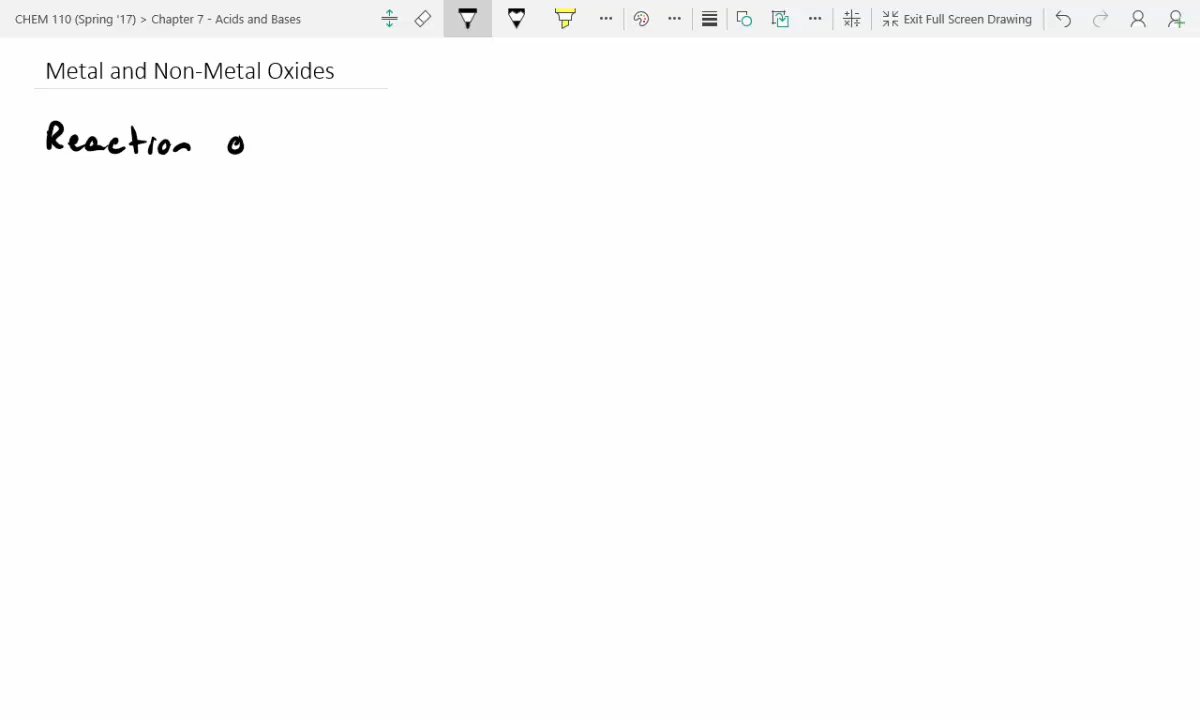 CHEM 110 (Spring '17) > Chapter 7 - Acids and Bases
Exit Full Screen Drawing
Metal and Non-Metal Oxides
Reaction o